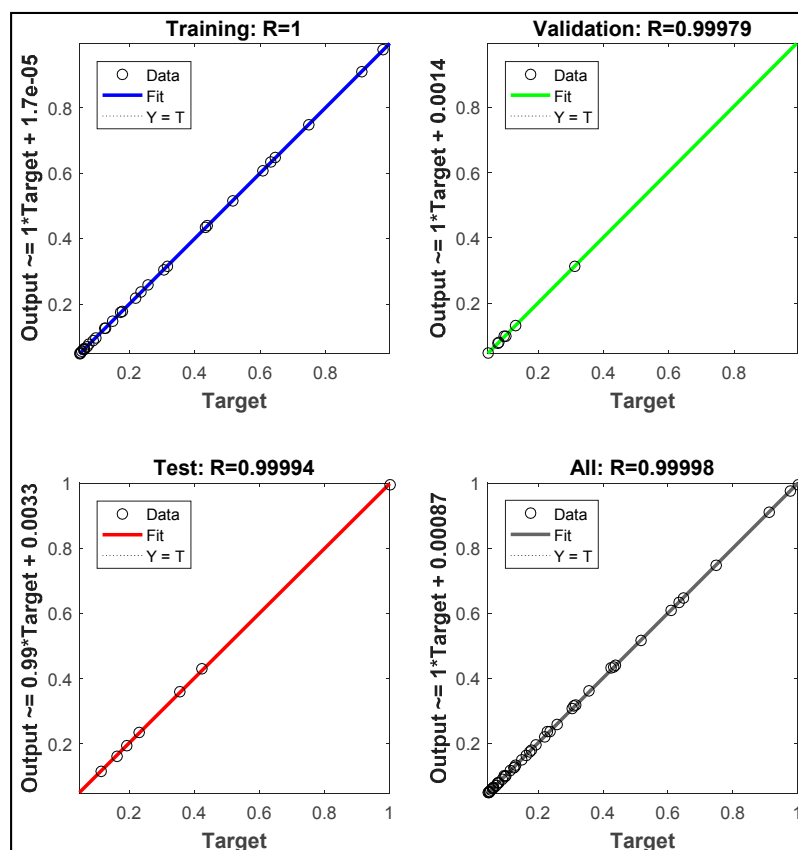 Training: R=1
Output ~= 1*Target + 1.7e-05
0.8
0.6
0.4
0.2
Data
Fit
Y = T
0.2 0.4 0.6 0.8
Target
Validation: R=0.99979
Output ~= 1*Target + 0.0014
0.8
0.6
0.4
0.2
Data
Fit
Y = T
0.2 0.4 0.6 0.8
Target
Test: R=0.99994
Output ~= 0.99*Target + 0.0033
1
0.8
0.6
0.4
0.2
Data
Fit
Y = T
0.2 0.4 0.6 0.8 1
Target
All: R=0.99998
Output ~= 1*Target + 0.00087
1
0.8
0.6
0.4
0.2
Data
Fit
Y = T
0.2 0.4 0.6 0.8 1
Target